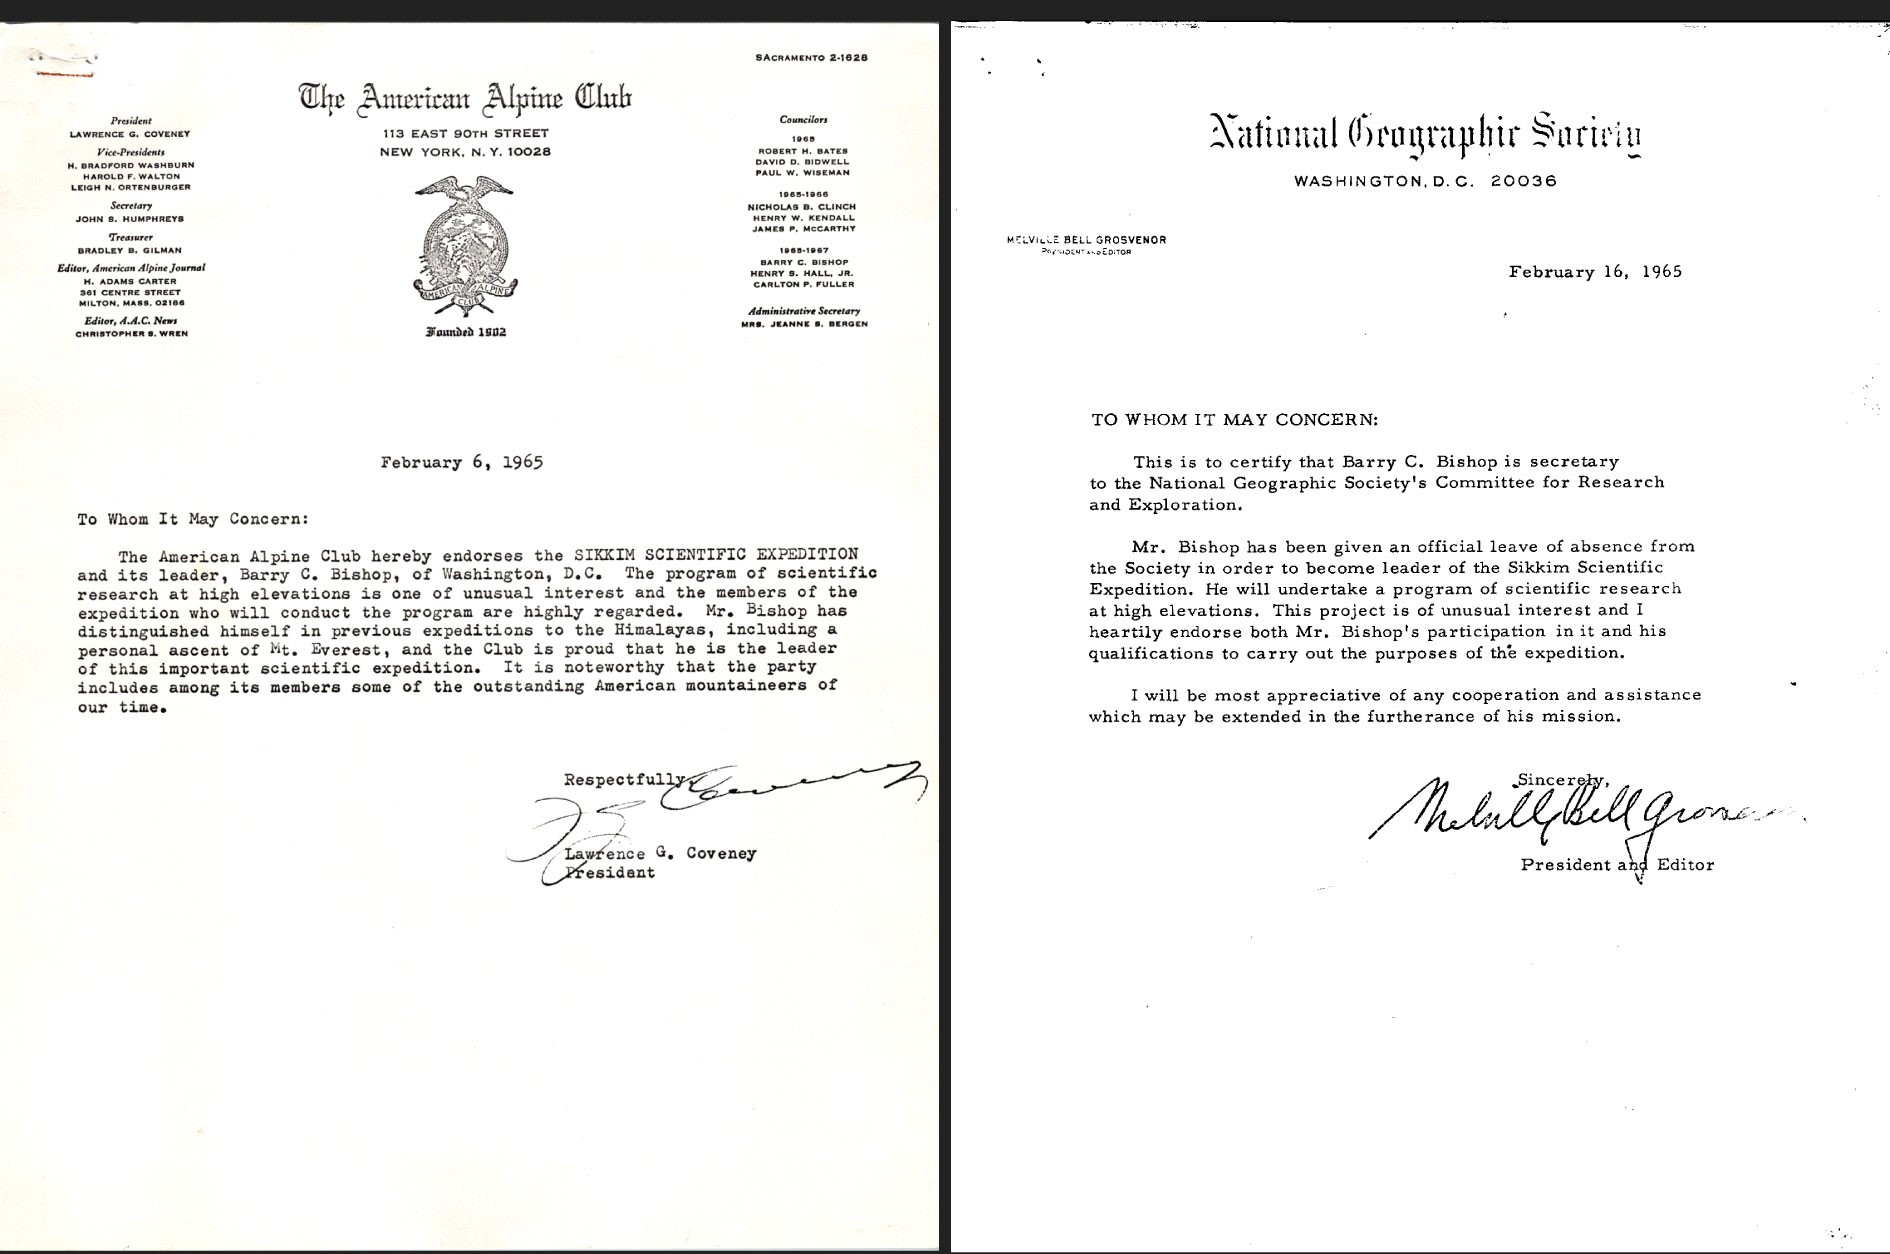 SACRAMENTO 2-1628
The American Alpine Club
113 EAST 90TH STREET
NEW YORK, N. Y. 10028
President
LAWRENCE G. COVENEY
Vice-Presidents
H. BRADFORD WASHBURN
HAROLD F. WALTON
LEIGH N. ORTENBURGER
Secretary
JOHN S. HUMPHREYS
Treasurer
BRADLEY B. GILMAN
Editor, American Alpine Journal
H. ADAMS CARTER
361 CENTRE STREET
MILTON, MASS. 02186
Editor, A.A.C. News
CHRISTOPHER S. WREN
AMERICAN ALPINE
CLUB
Founded 1902
Councilors
1965
ROBERT H. BATES
DAVID D. BIDWELL
PAUL W. WISEMAN
1965-1966
NICHOLAS B. CLINCH
HENRY W. KENDALL
JAMES P. McCARTHY
1965-1967
BARRY C. BISHOP
HENRY S. HALL, JR.
CARLTON P. FULLER
Administrative Secretary
MRS. JEANNE S. BERGEN
February 6, 1965
To Whom It May Concern:
The American Alpine Club hereby endorses the SIKKIM SCIENTIFIC EXPEDITION
and its leader, Barry C. Bishop, of Washington, D.C. The program of scientific
research at high elevations is one of unusual interest and the members of the
expedition who will conduct the program are highly regarded. Mr. Bishop has
distinguished himself in previous expeditions to the Himalayas, including a
personal ascent of Mt. Everest, and the Club is proud that he is the leader
of this important scientific expedition. It is noteworthy that the party
includes among its members some of the outstanding American mountaineers of
our time.
Respectfully,
L G Coveney
Lawrence G. Coveney
President
National Geographic Society
WASHINGTON, D. C. 20036
MELVILLE BELL GROSVENOR
PRESIDENT AND EDITOR
February 16, 1965
TO WHOM IT MAY CONCERN:
This is to certify that Barry C. Bishop is secretary
to the National Geographic Society's Committee for Research
and Exploration.
Mr. Bishop has been given an official leave of absence from
the Society in order to become leader of the Sikkim Scientific
Expedition. He will undertake a program of scientific research
at high elevations. This project is of unusual interest and I
heartily endorse both Mr. Bishop's participation in it and his
qualifications to carry out the purposes of the expedition.
I will be most appreciative of any cooperation and assistance
which may be extended in the furtherance of his mission.
Sincerely,
Melville Bell Grosvenor
President and Editor